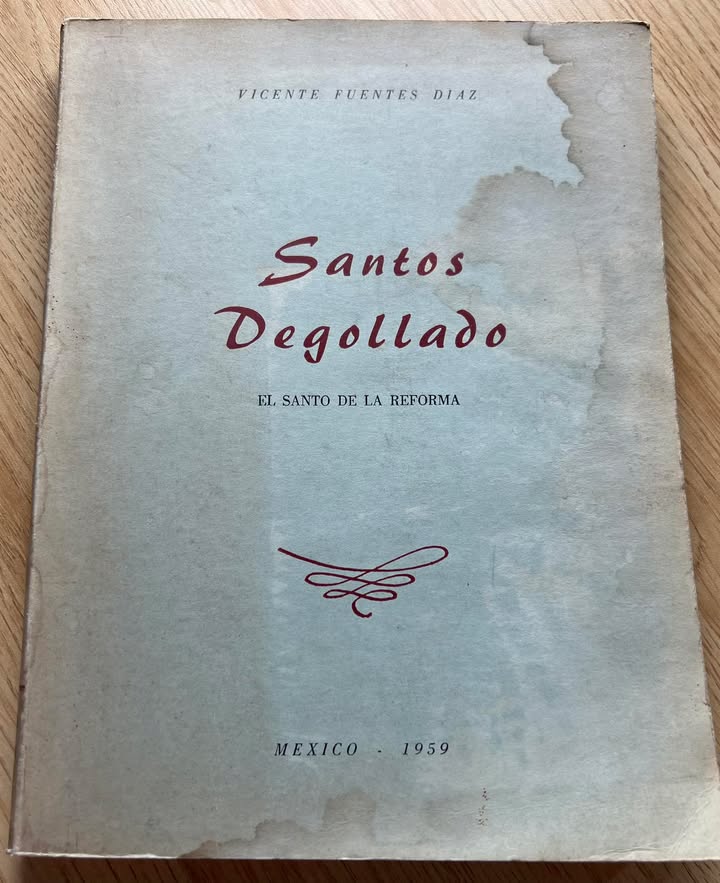 VICENTE FUENTES DIAZ
Santos
Degollado
EL SANTO DE LA REFORMA
MEXICO - 1959